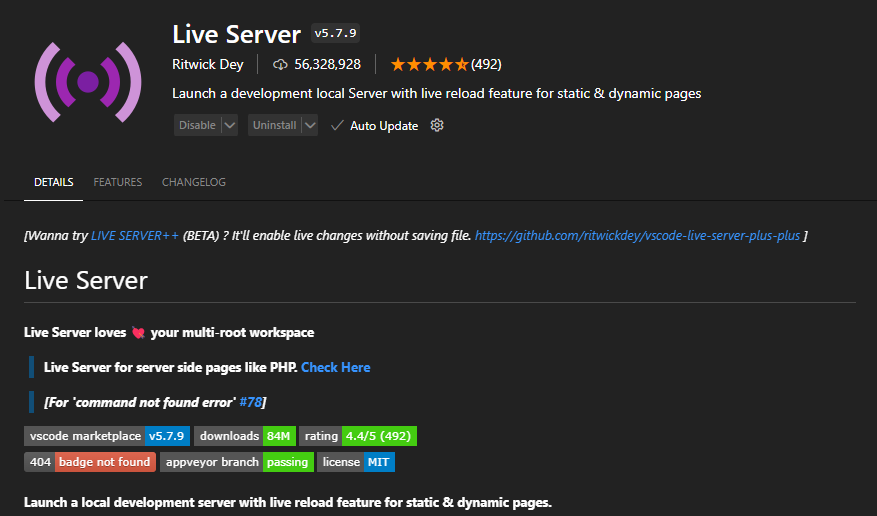 Live Server v5.7.9
Ritwick Dey 56,328,928 (492)
Launch a development local Server with live reload feature for static & dynamic pages
Disable Uninstall Auto Update
DETAILS FEATURES CHANGELOG
[Wanna try LIVE SERVER++ (BETA) ? It'll enable live changes without saving file. https://github.com/ritwickdey/vscode-live-server-plus-plus ]
Live Server
Live Server loves 💘 your multi-root workspace
Live Server for server side pages like PHP. Check Here
[For 'command not found error' #78]
vscode marketplace v5.7.9 downloads 84M rating 4.4/5 (492)
404 badge not found appveyor branch passing license MIT
Launch a local development server with live reload feature for static & dynamic pages.